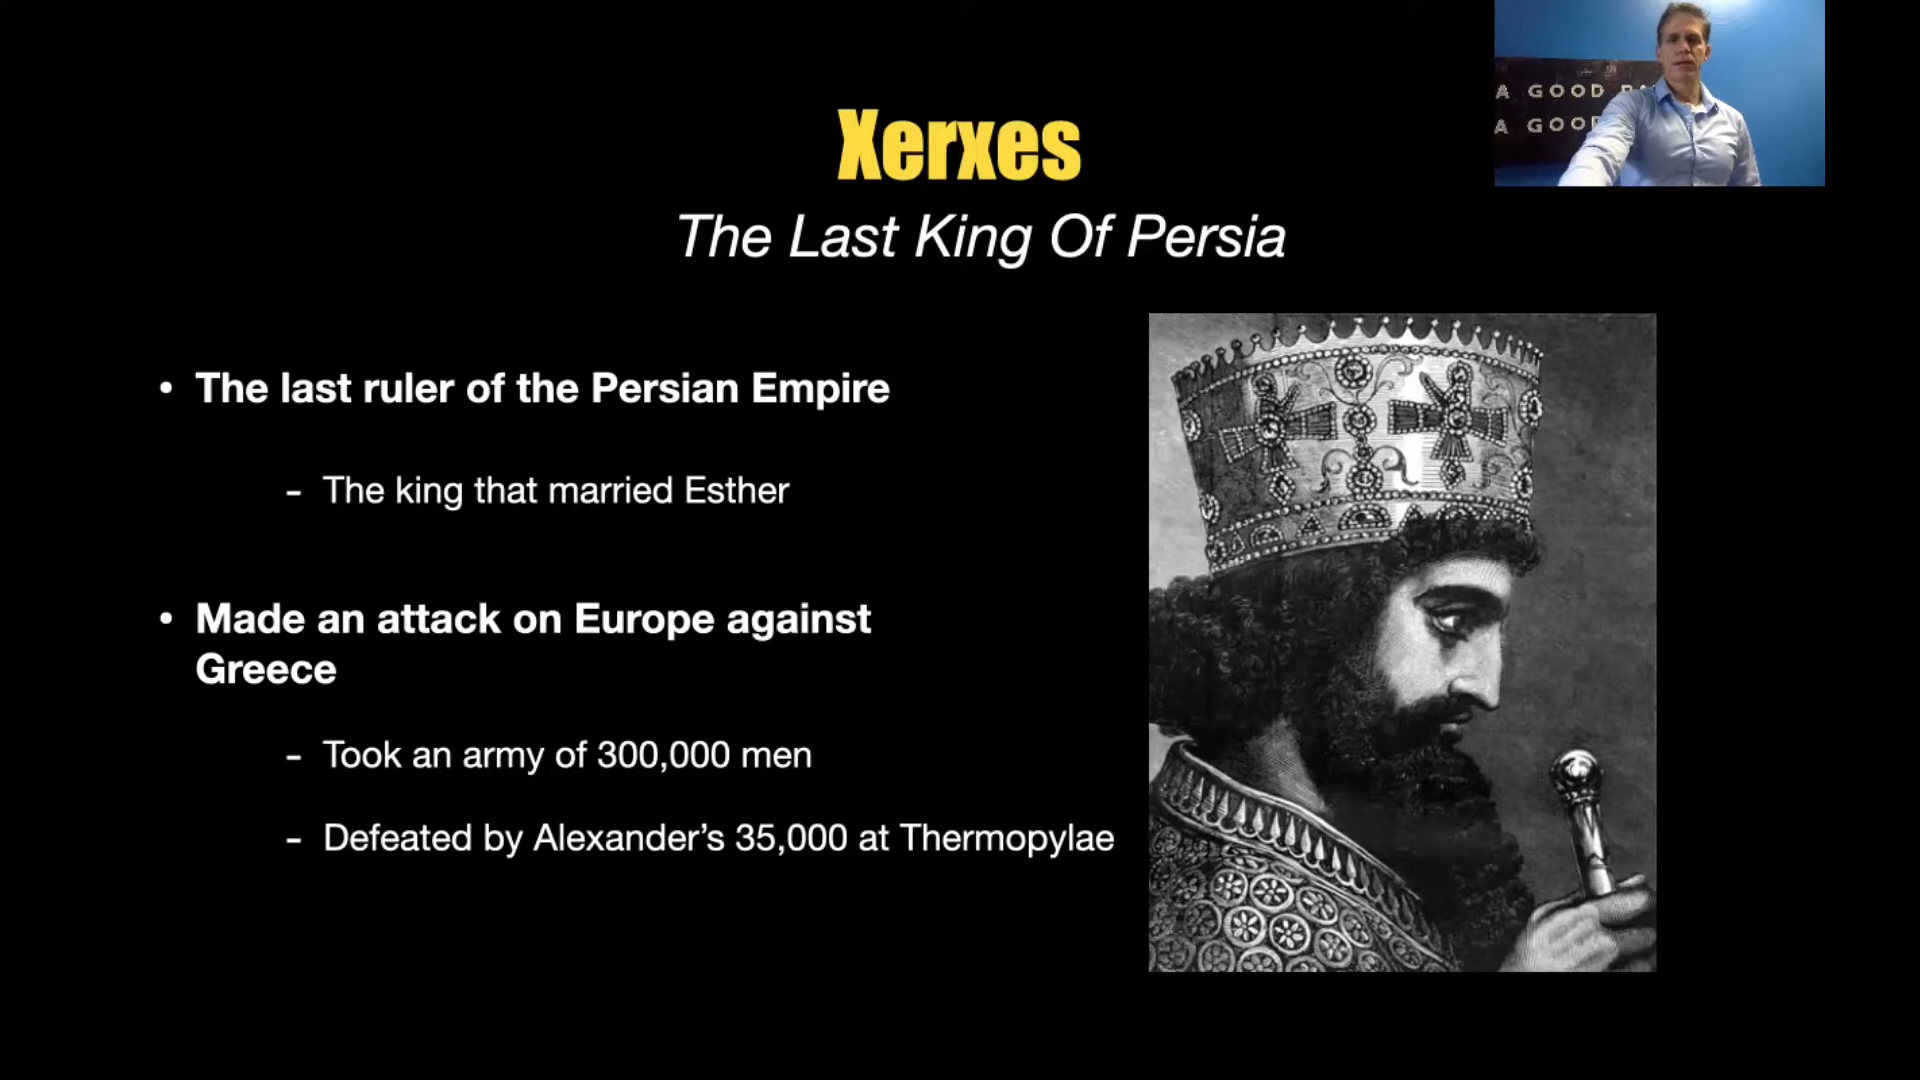 Xerxes
The Last King Of Persia
• The last ruler of the Persian Empire
- The king that married Esther
• Made an attack on Europe against
Greece
- Took an army of 300,000 men
- Defeated by Alexander’s 35,000 at Thermopylae
A GOOD
A GOOD